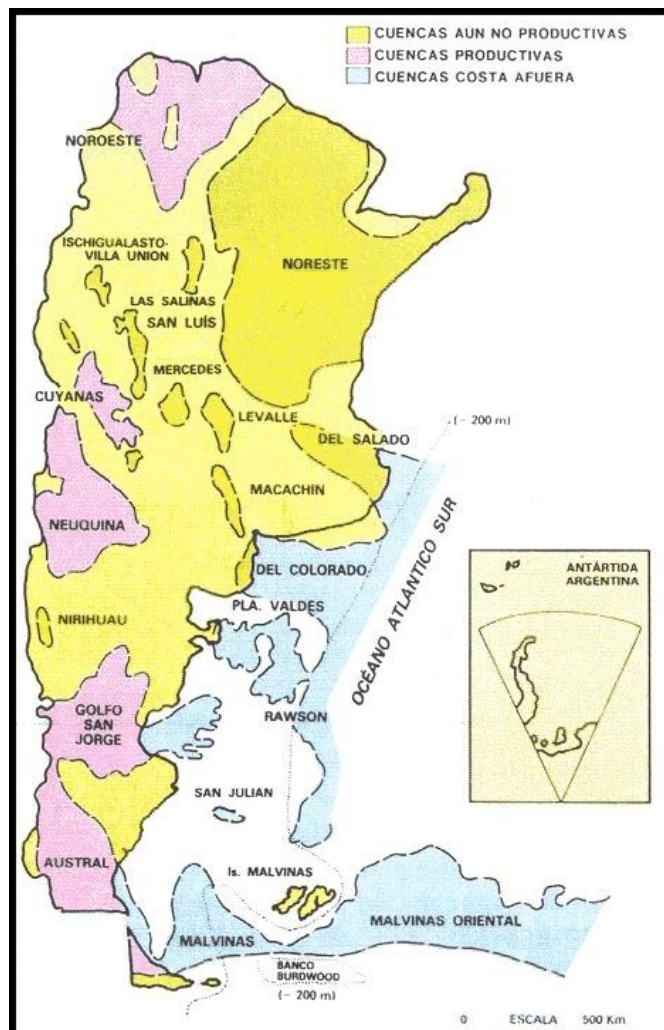 CUENCAS AUN NO PRODUCTIVAS
CUENCAS PRODUCTIVAS
CUENCAS COSTA AFUERA
NOROESTE
ISCHIGUALASTO-
VILLA UNION
NORESTE
LAS SALINAS
SAN LUÍS
MERCEDES
CUYANAS
LEVALLE
(- 200 m)
DEL SALADO
MACACHIN
NEUQUINA
OCÉANO ATLÁNTICO SUR
ANTÁRTIDA
ARGENTINA
DEL COLORADO
PLA. VALDÉS
NIRIHUAU
GOLFO
SAN
JORGE
RAWSON
SAN JULIAN
AUSTRAL
Is. MALVINAS
MALVINAS
MALVINAS ORIENTAL
BANCO
BURDWOOD
(- 200 m)
0 ESCALA 500 Km